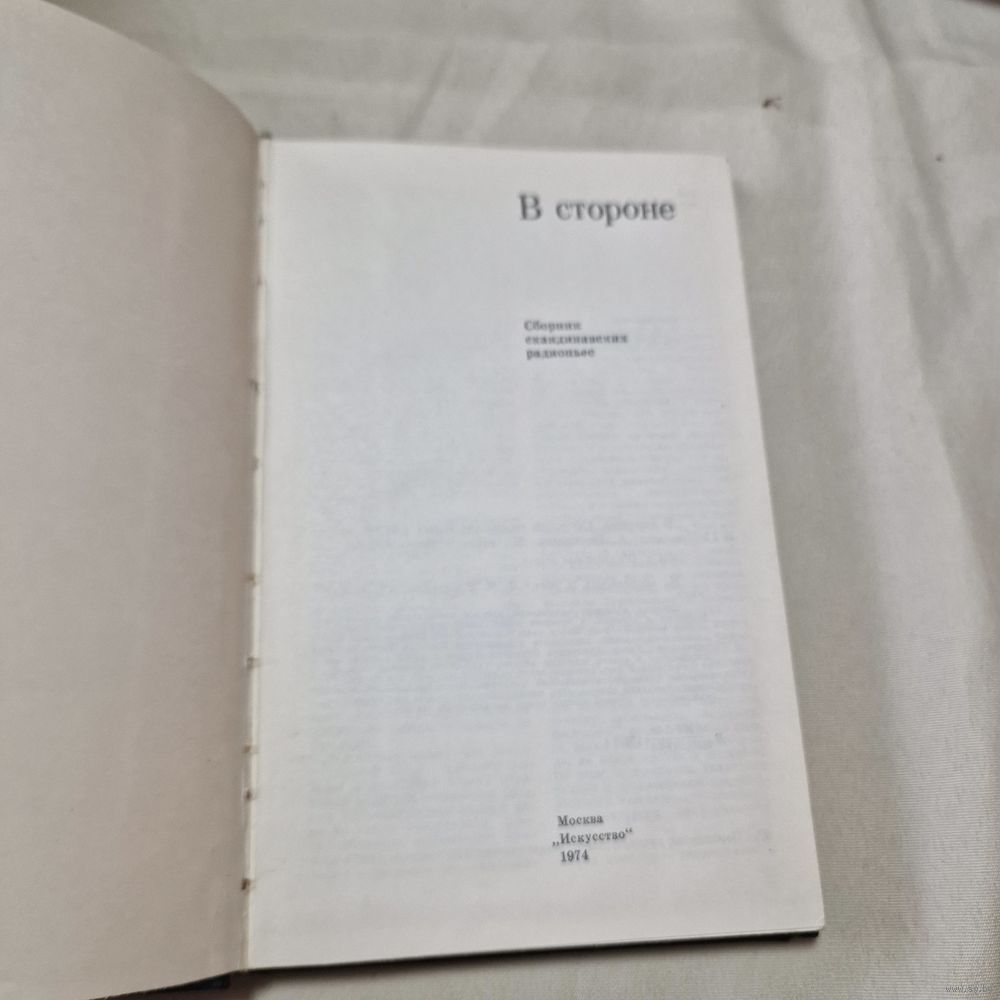 В стороне
Сборник
скандинавских
радиопьес
Москва
„Искусство“
1974